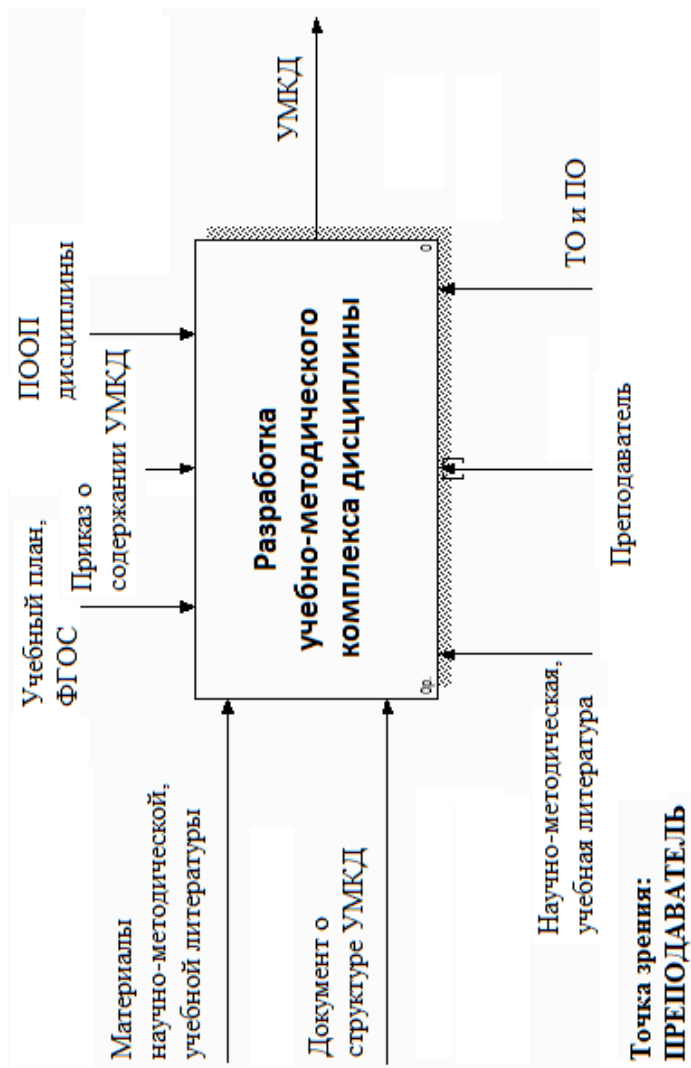 Учебный план,
ФГОС
Приказ о
содержании УМКД
ПООП
дисциплины
Материалы
научно-методической,
учебной литературы
Документ о
структуре УМКД
Разработка
учебно-методического
комплекса дисциплины
0р.
0
УМКД
Научно-методическая,
учебная литература
Преподаватель
ТО и ПО
Точка зрения:
ПРЕПОДАВАТЕЛЬ